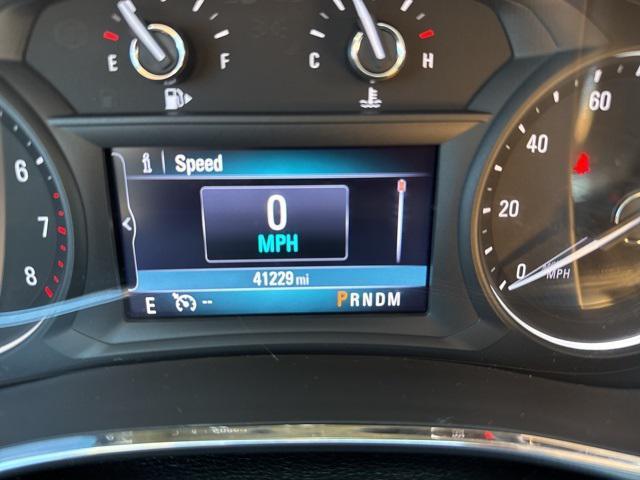 E F
C H
i Speed
0
MPH
41229 mi
E --
PRNDM
6
7
8
60
40
20
0
MPH